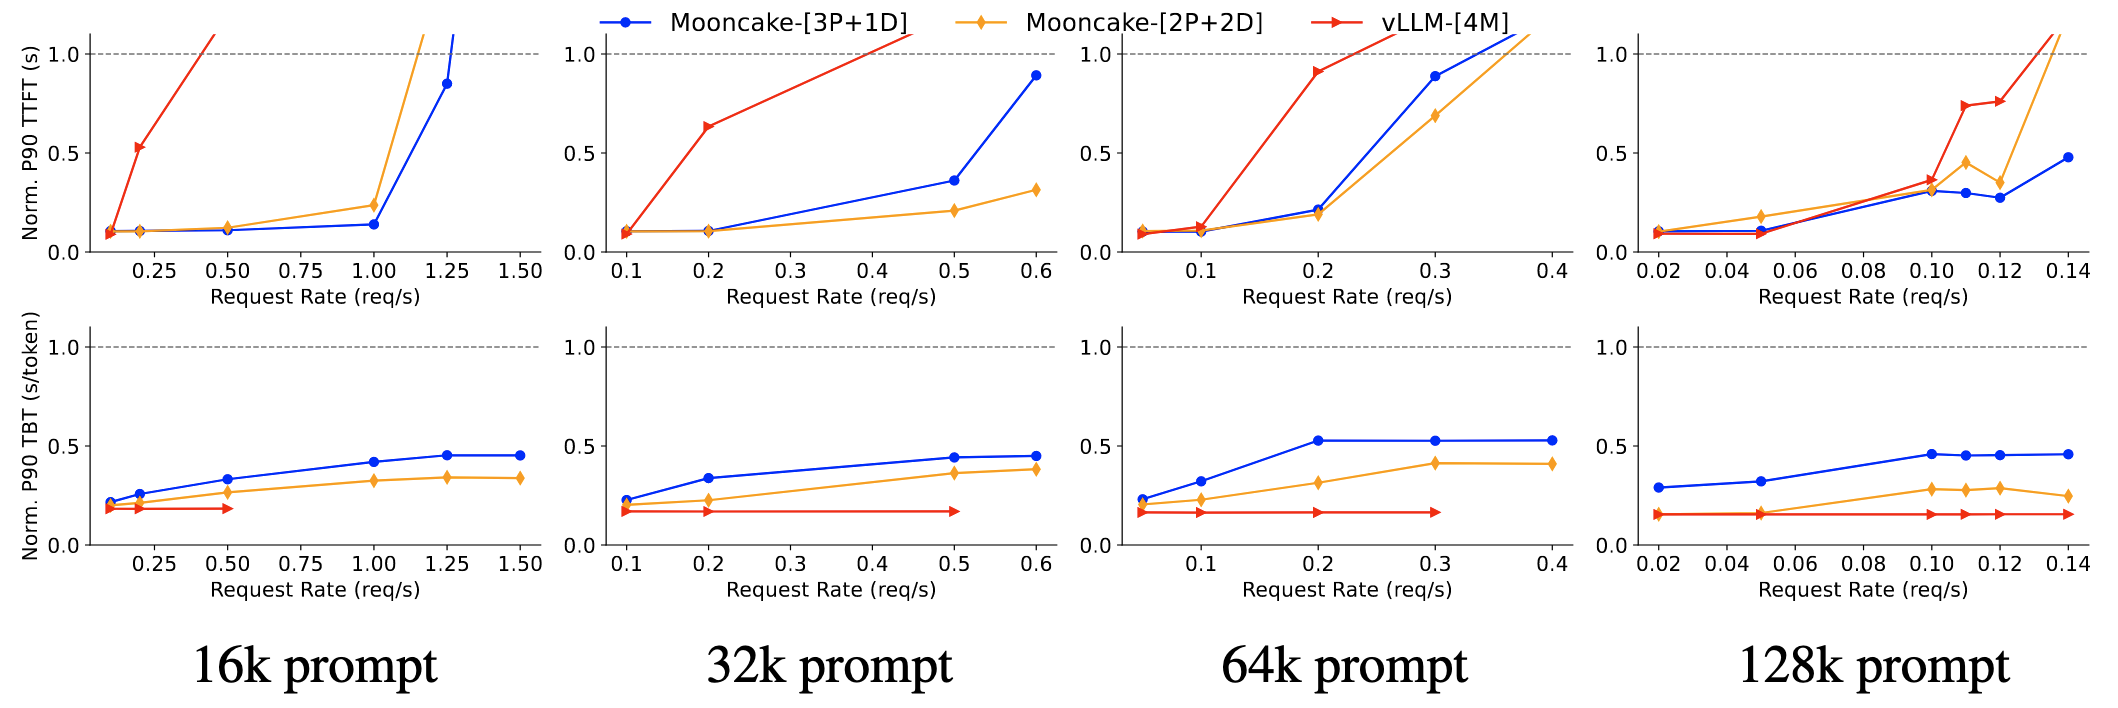 Mooncake-[3P+1D] Mooncake-[2P+2D] vLLM-[4M]
Norm. P90 TTFT (s)
1.0
0.5
0.0
0.25 0.50 0.75 1.00 1.25 1.50
Request Rate (req/s)
1.0
0.5
0.0
0.1 0.2 0.3 0.4 0.5 0.6
Request Rate (req/s)
1.0
0.5
0.0
0.1 0.2 0.3 0.4
Request Rate (req/s)
1.0
0.5
0.0
0.02 0.04 0.06 0.08 0.10 0.12 0.14
Request Rate (req/s)
Norm. P90 TBT (s/token)
1.0
0.5
0.0
0.25 0.50 0.75 1.00 1.25 1.50
Request Rate (req/s)
1.0
0.5
0.0
0.1 0.2 0.3 0.4 0.5 0.6
Request Rate (req/s)
1.0
0.5
0.0
0.1 0.2 0.3 0.4
Request Rate (req/s)
1.0
0.5
0.0
0.02 0.04 0.06 0.08 0.10 0.12 0.14
Request Rate (req/s)
16k prompt
32k prompt
64k prompt
128k prompt